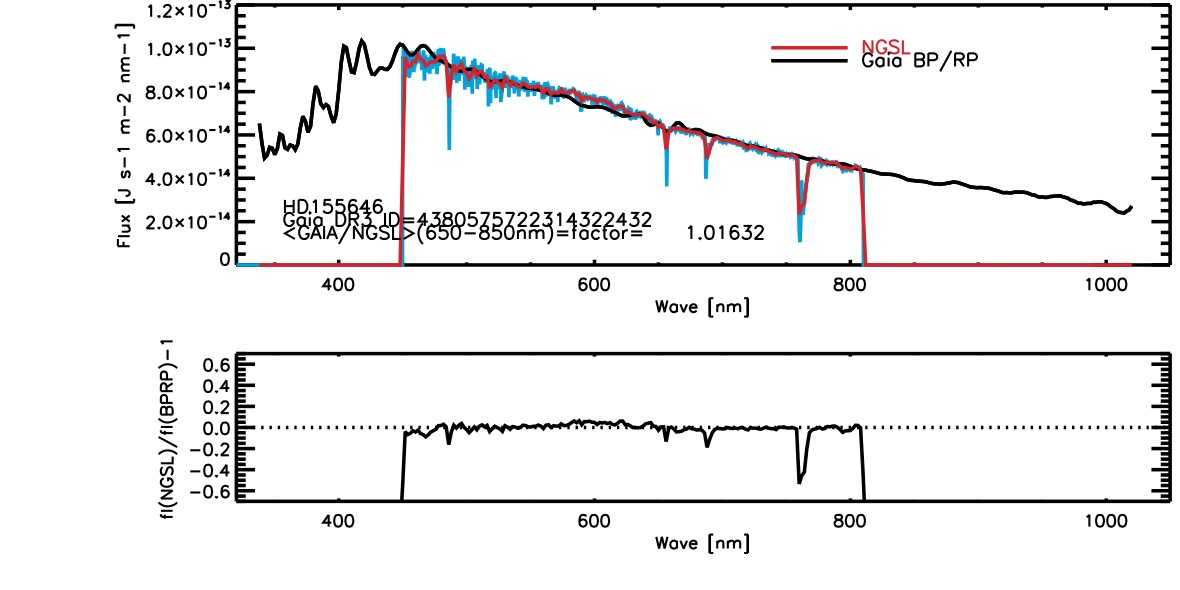 1.2×10−13
1.0×10−13
8.0×10−14
6.0×10−14
4.0×10−14
2.0×10−14
0
Flux [J s−1 m−2 nm−1]
NGSL
Gaia BP/RP
HD155646
Gaia DR3 ID=4380575722314322432
<GAIA/NGSL>(650−850nm)=factor= 1.01632
400 600 800 1000
Wave [nm]
fl(NGSL)/fl(BPRP)−1
0.6
0.4
0.2
0.0
−0.2
−0.4
−0.6
400 600 800 1000
Wave [nm]